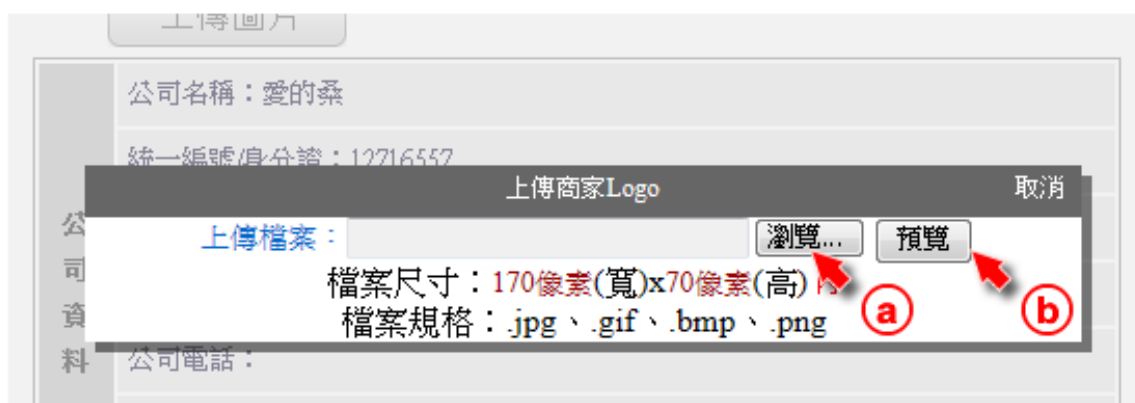 上傳圖片
公司名稱：愛的桑
統一編號/身分證：12716557
上傳商家Logo 取消
上傳檔案： 瀏覽... 預覽
檔案尺寸：170像素(寬)x70像素(高) 內
檔案規格：.jpg、.gif、.bmp、.png
a b
公司資料
公司電話：